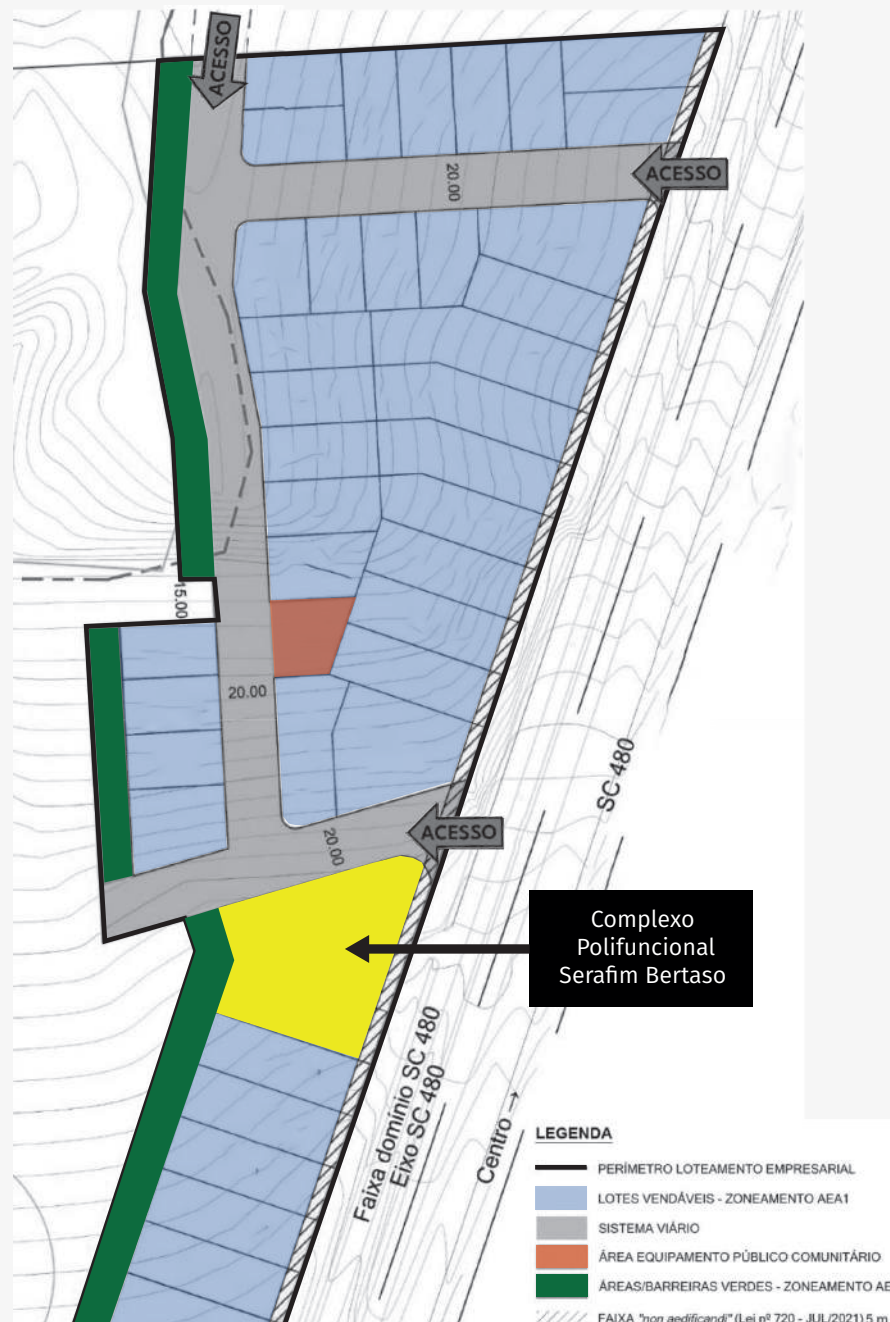 ACESSO
20.00
ACESSO
15.00
20.00
SC 480
20.00
ACESSO
Complexo
Polifuncional
Serafim Bertaso
Faixa domínio SC 480
Eixo SC 480
Centro →
LEGENDA
PERÍMETRO LOTEAMENTO EMPRESARIAL
LOTES VENDÁVEIS - ZONEAMENTO AEA1
SISTEMA VIÁRIO
ÁREA EQUIPAMENTO PÚBLICO COMUNITÁRIO
ÁREAS/BARREIRAS VERDES - ZONEAMENTO AE
FAIXA "non aedificandi" (Lei nº 720 - JUL/2021) 5 m